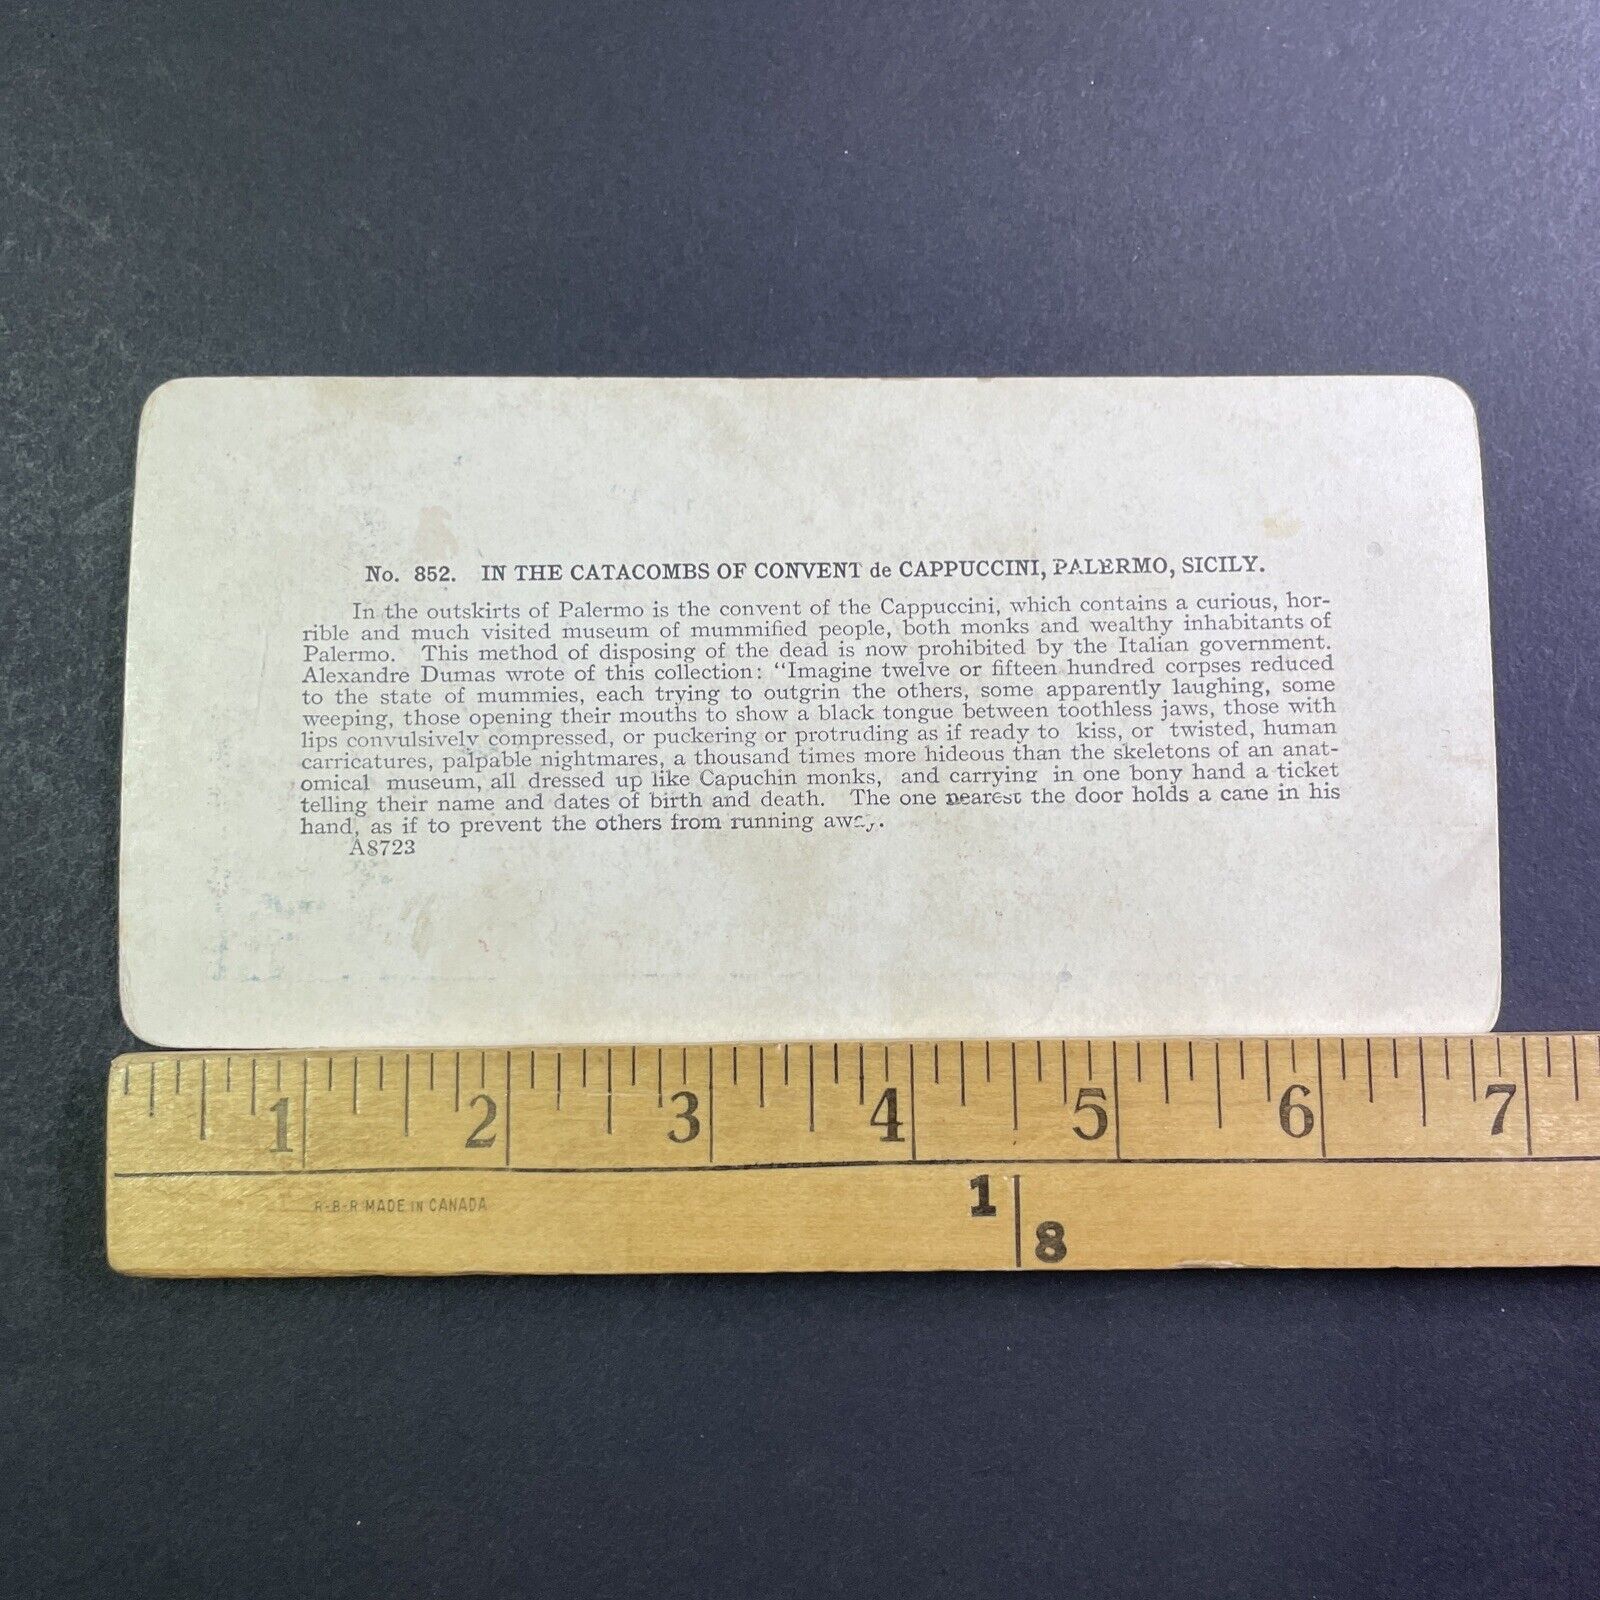 No. 852. IN THE CATACOMBS OF CONVENT de CAPPUCCINI, PALERMO, SICILY.
In the outskirts of Palermo is the convent of the Cappuccini, which contains a curious, hor-
rible and much visited museum of mummified people, both monks and wealthy inhabitants of
Palermo. This method of disposing of the dead is now prohibited by the Italian government.
Alexandre Dumas wrote of this collection: "Imagine twelve or fifteen hundred corpses reduced
to the state of mummies, each trying to outgrin the others, some apparently laughing, some
weeping, those opening their mouths to show a black tongue between toothless jaws, those with
lips convulsively compressed, or puckering or protruding as if ready to kiss, or twisted, human
carricatures, palpable nightmares, a thousand times more hideous than the skeletons of an anat-
omical museum, all dressed up like Capuchin monks, and carrying in one bony hand a ticket
telling their name and dates of birth and death. The one nearest the door holds a cane in his
hand, as if to prevent the others from running away.
A8723
1 2 3 4 5 6 7
R-B-R MADE IN CANADA
1
8